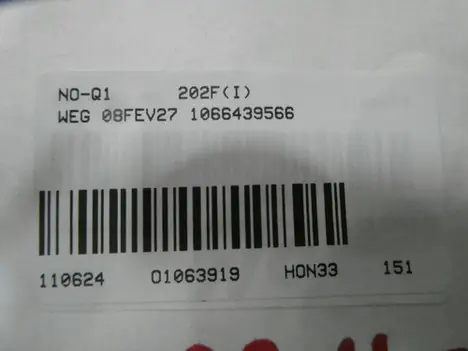 NO-Q1 202F(I)
WEG 08FEV27 1066439566
110624 01063919 HON33 151